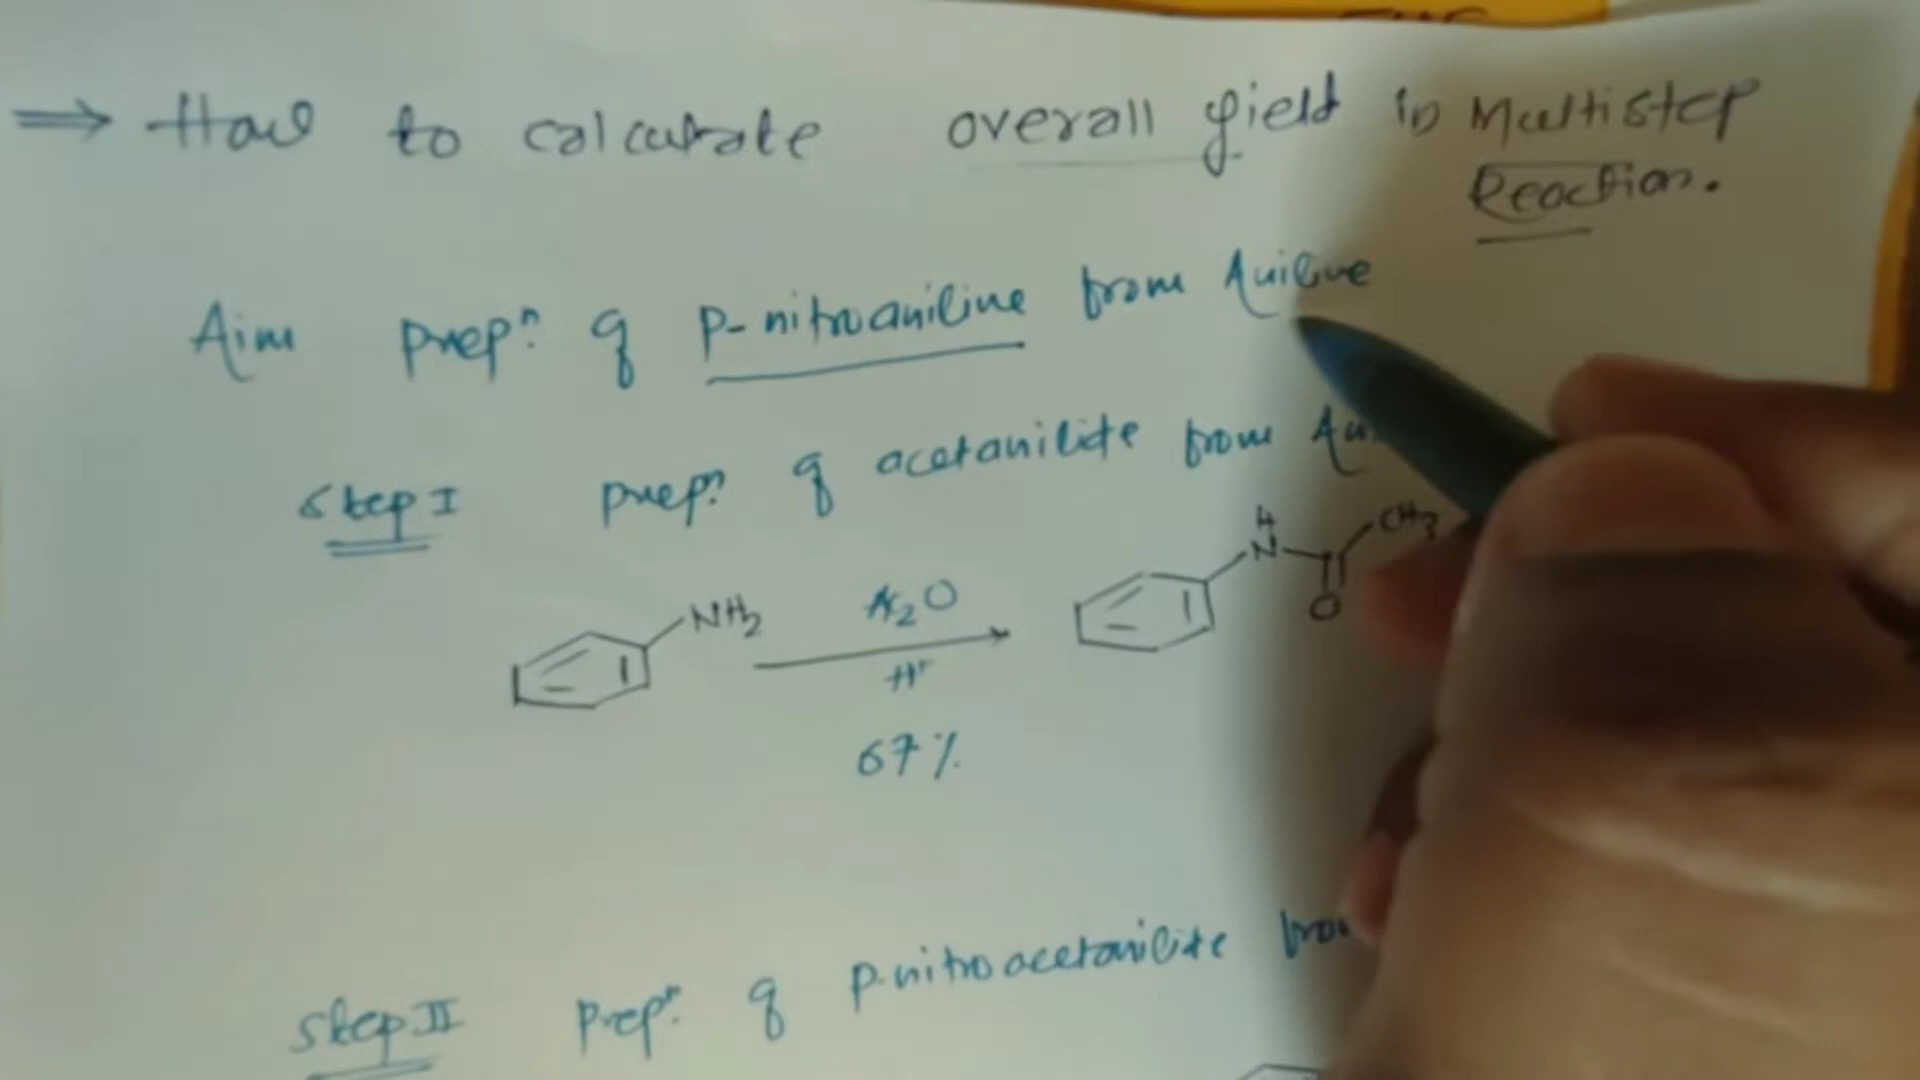 ⇒ How to calculate overall yield in Multistep
Reaction.
Aim prepⁿ of p-nitroaniline from Aniline
Step I prepⁿ of acetanilide from
NH2 Ac2O H N CH3
O
H+
67%
Step II Prepⁿ of p-nitroacetanilide